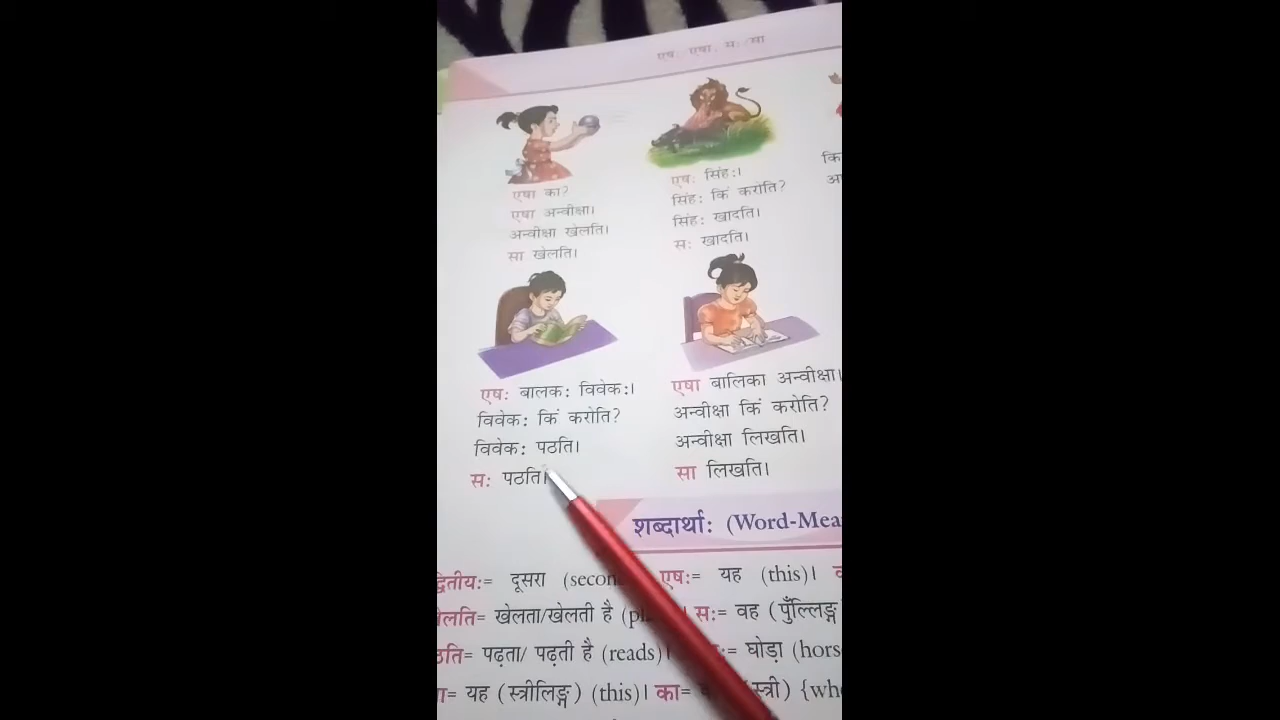 एषः एषा, सः/सा
एषा का?
एषा अन्वीक्षा।
अन्वीक्षा खेलति।
सा खेलति।
एषः सिंहः।
सिंहः किं करोति?
सिंहः खादति।
सः खादति।
कि
एषः बालकः विवेकः।
विवेकः किं करोति?
विवेकः पठति।
सः पठति।
एषा बालिका अन्वीक्षा।
अन्वीक्षा किं करोति?
अन्वीक्षा लिखति।
सा लिखति।
शब्दार्थाः (Word-Mea
द्वितीयः= दूसरा (secon एषः= यह (this)।
लति= खेलता/खेलती है (pl सः= वह (पुँल्लिङ्ग
ठति= पढ़ता/ पढ़ती है (reads)। = घोड़ा (hors
= यह (स्त्रीलिङ्ग) (this)। का= स्त्री) {wh